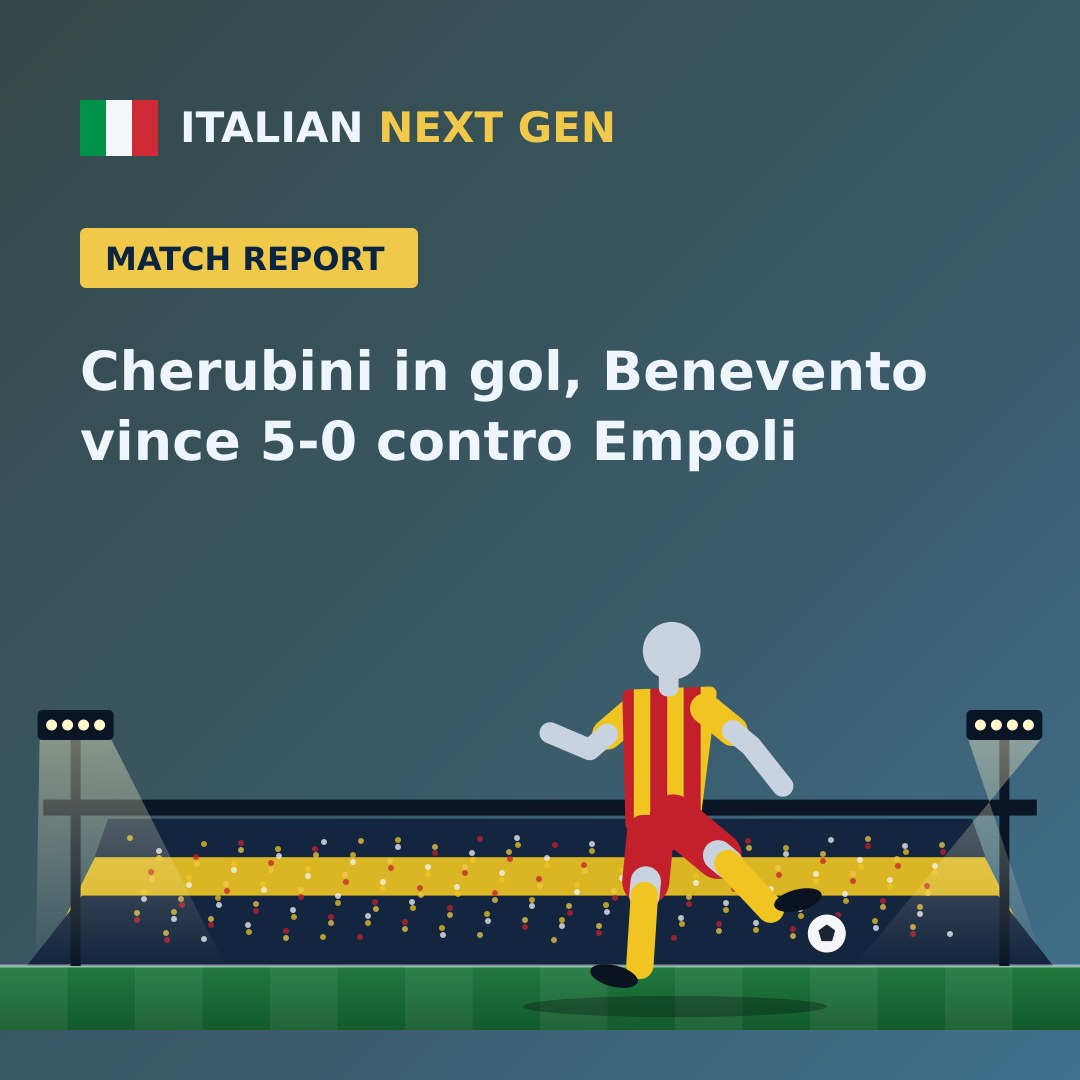 ITALIAN NEXT GEN
MATCH REPORT
Cherubini in gol, Benevento
vince 5-0 contro Empoli